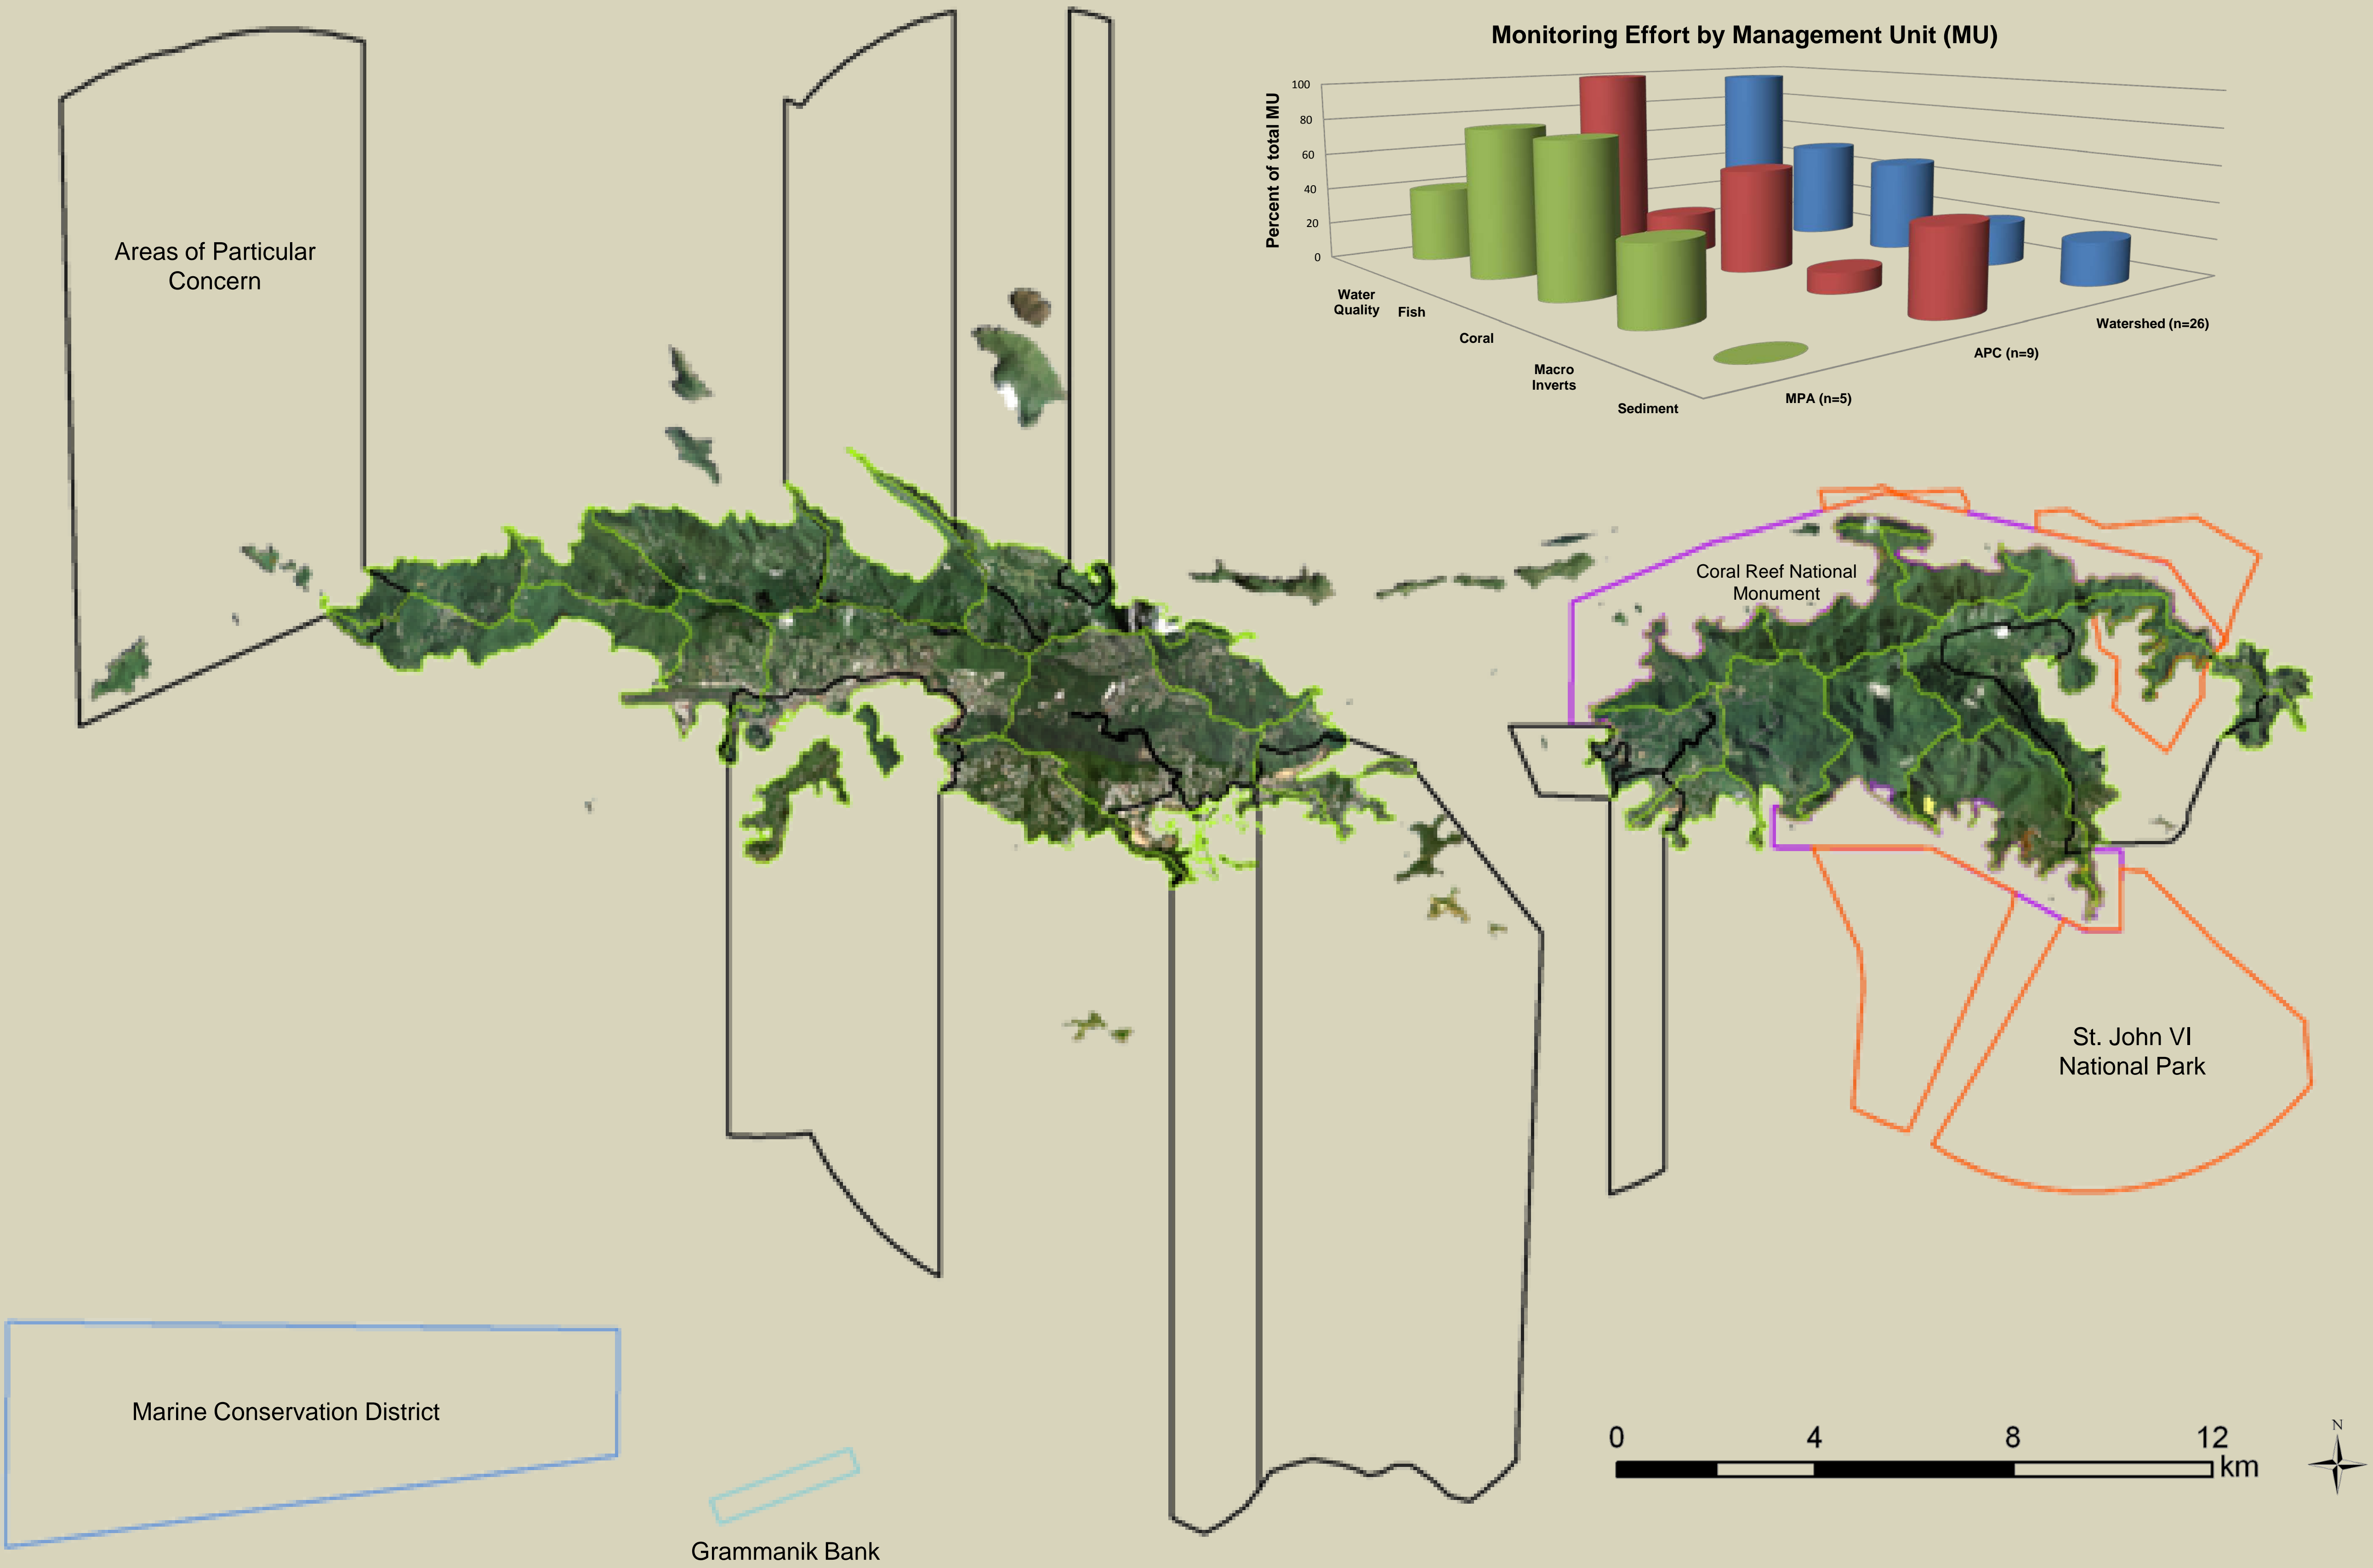 Monitoring Effort by Management Unit (MU)
Percent of total MU
100
80
60
40
20
0
Water
Quality
Fish
Coral
Macro
Inverts
Sediment
MPA (n=5)
APC (n=9)
Watershed (n=26)
Areas of Particular
Concern
Coral Reef National
Monument
St. John VI
National Park
Marine Conservation District
Grammanik Bank
0 4 8 12
km
N